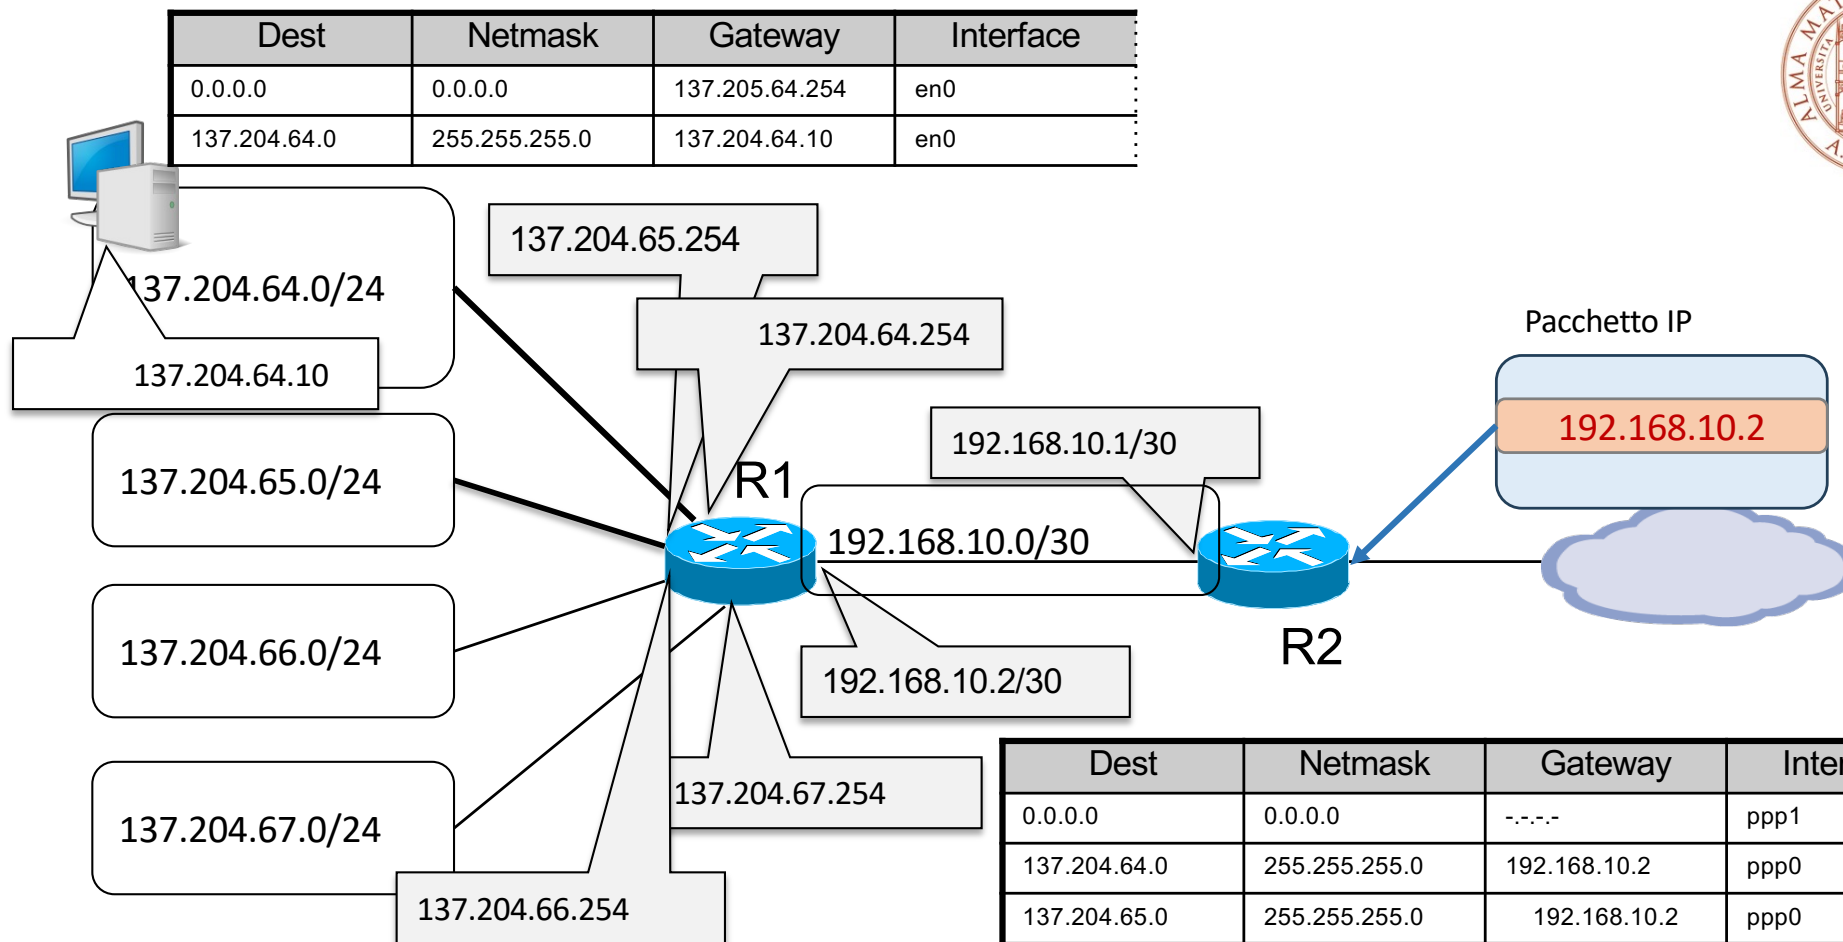 Dest Netmask Gateway Interface
0.0.0.0 0.0.0.0 137.205.64.254 en0
137.204.64.0 255.255.255.0 137.204.64.10 en0
ALMA MAT
UNIVERSITA
A.
137.204.65.254
137.204.64.0/24
137.204.64.254
Pacchetto IP
137.204.64.10
192.168.10.2
192.168.10.1/30
137.204.65.0/24
R1
192.168.10.0/30
137.204.66.0/24
R2
192.168.10.2/30
137.204.67.254
137.204.67.0/24
137.204.66.254
Dest Netmask Gateway Inter
0.0.0.0 0.0.0.0 -.-.-.- ppp1
137.204.64.0 255.255.255.0 192.168.10.2 ppp0
137.204.65.0 255.255.255.0 192.168.10.2 ppp0